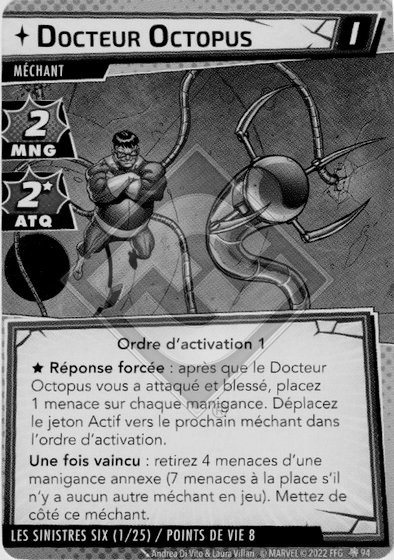 DOCTEUR OCTOPUS
I
MÉCHANT
2
MNG
2★
ATQ
Ordre d'activation 1
★ Réponse forcée : après que le Docteur
Octopus vous a attaqué et blessé, placez
1 menace sur chaque manigance. Déplacez
le jeton Actif vers le prochain méchant dans
l'ordre d'activation.
Une fois vaincu : retirez 4 menaces d'une
manigance annexe (7 menaces à la place s'il
n'y a aucun autre méchant en jeu). Mettez de
côté ce méchant.
LES SINISTRES SIX (1/25) / POINTS DE VIE 8
Andrea Di Vito & Laura Villari © MARVEL © 2022 FFG 94